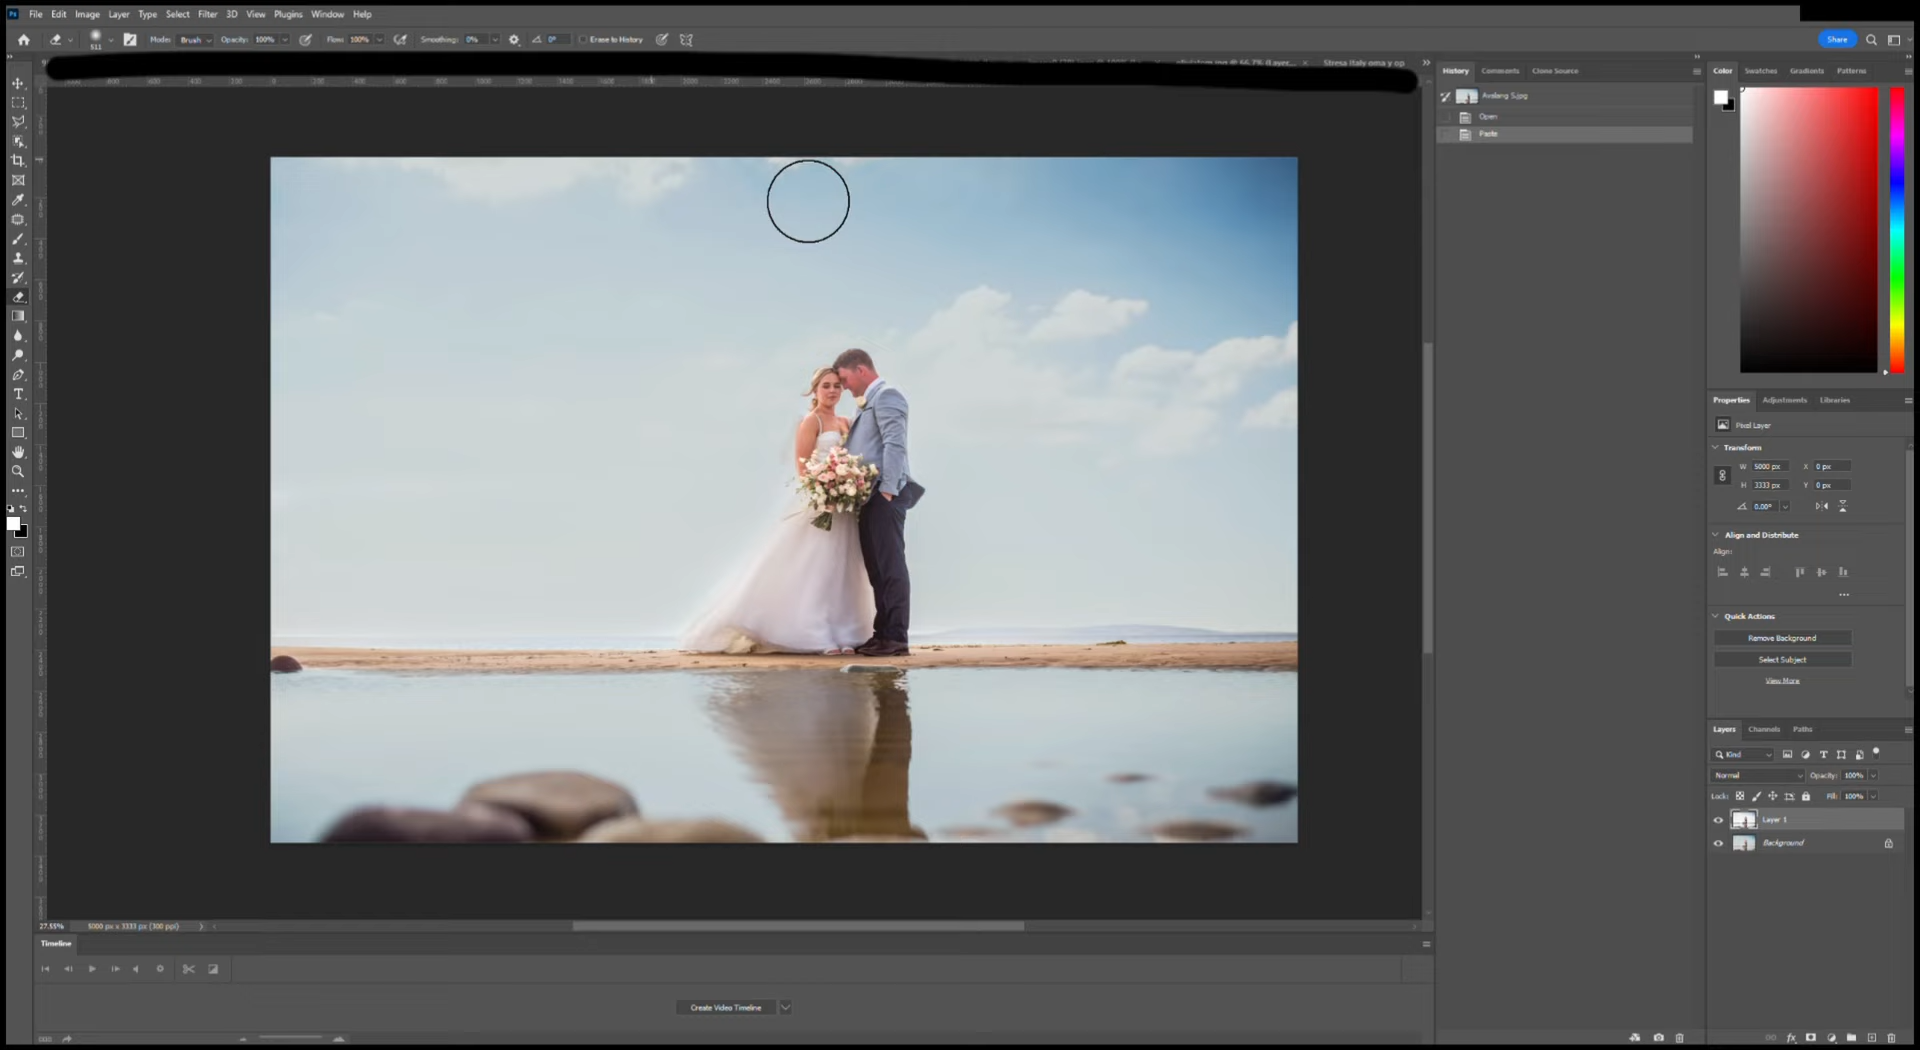 Ps File Edit Image Layer Type Select Filter 3D View Plugins Window Help
511 Mode: Brush Opacity: 100% Flow: 100% Smoothing: 0% 0° Erase to History Share
Stresa Italy oma y op
History Comments Clone Source
Avalang 5.jpg
Open
Paste
Color Swatches Gradients Patterns
Properties Adjustments Libraries
Pixel Layer
Transform
W 5000 px X 0 px
H 3333 px Y 0 px
0.00°
Align and Distribute
Align:
Quick Actions
Remove Background
Select Subject
View More
Layers Channels Paths
Kind
Normal Opacity: 100%
Lock: Fill: 100%
Layer 1
Background
27.55% 5000 px x 3333 px (300 ppi)
Timeline
Create Video Timeline